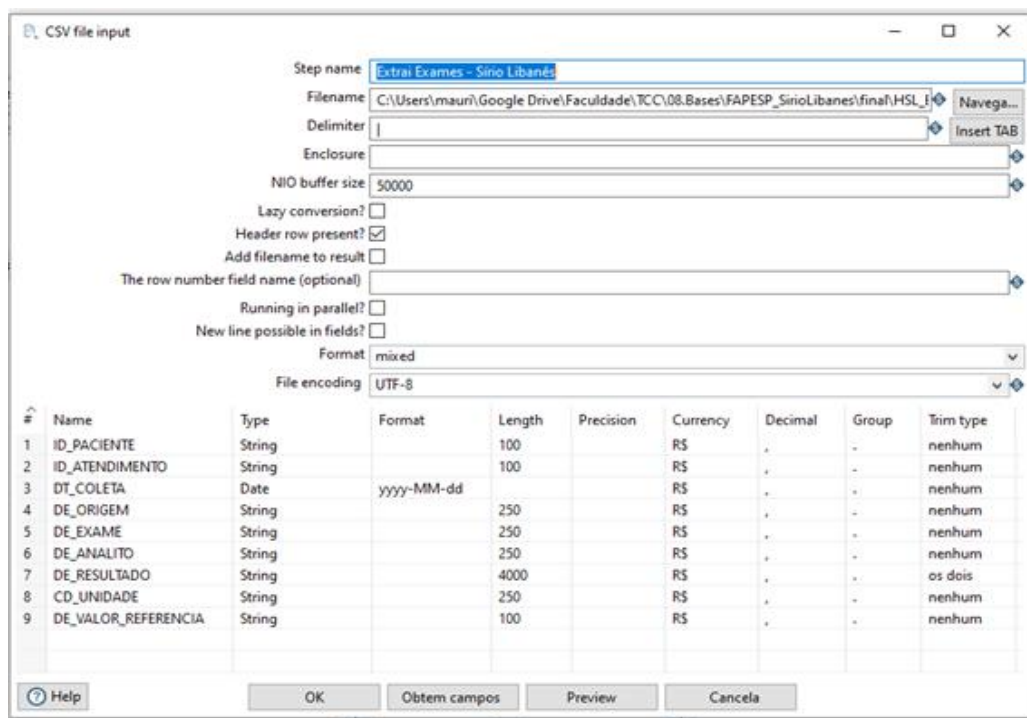 CSV file input
Step name Extrai Exames - Sírio Libanês
Filename C:\Users\mauri\Google Drive\Faculdade\TCC\08.Bases\FAPESP_SirioLibanes\final\HSL_ Navega...
Delimiter | Insert TAB
Enclosure
NIO buffer size 50000
Lazy conversion?
Header row present?
Add filename to result
The row number field name (optional)
Running in parallel?
New line possible in fields?
Format mixed
File encoding UTF-8
# Name Type Format Length Precision Currency Decimal Group Trim type
1 ID_PACIENTE String 100 R$ , . nenhum
2 ID_ATENDIMENTO String 100 R$ , . nenhum
3 DT_COLETA Date yyyy-MM-dd R$ , . nenhum
4 DE_ORIGEM String 250 R$ , . nenhum
5 DE_EXAME String 250 R$ , . nenhum
6 DE_ANALITO String 250 R$ , . nenhum
7 DE_RESULTADO String 4000 R$ , . os dois
8 CD_UNIDADE String 250 R$ , . nenhum
9 DE_VALOR_REFERENCIA String 100 R$ , . nenhum
? Help OK Obtem campos Preview Cancela